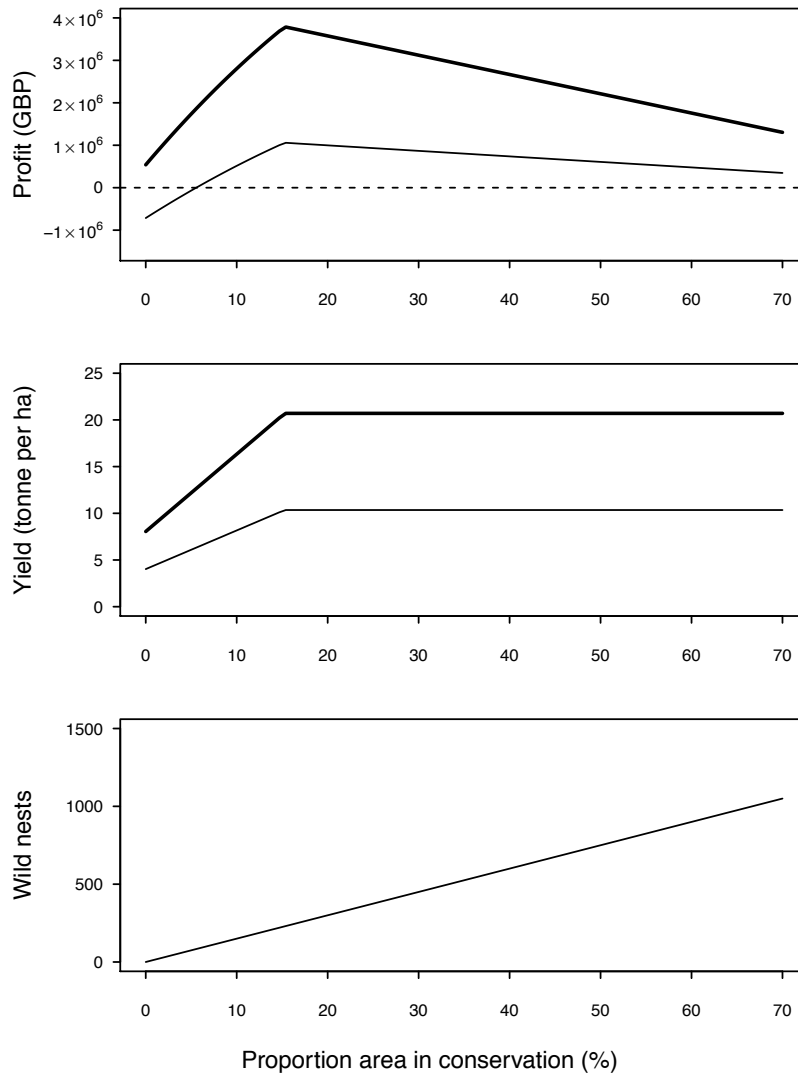 Profit (GBP)
4×10⁶
3×10⁶
2×10⁶
1×10⁶
0
−1×10⁶
0 10 20 30 40 50 60 70
Yield (tonne per ha)
25
20
15
10
5
0
0 10 20 30 40 50 60 70
Wild nests
1500
1000
500
0
0 10 20 30 40 50 60 70
Proportion area in conservation (%)